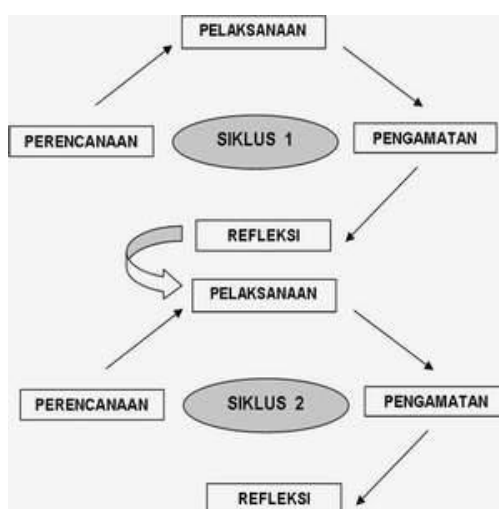 PELAKSANAAN
PERENCANAAN
SIKLUS 1
PENGAMATAN
REFLEKSI
PELAKSANAAN
PERENCANAAN
SIKLUS 2
PENGAMATAN
REFLEKSI